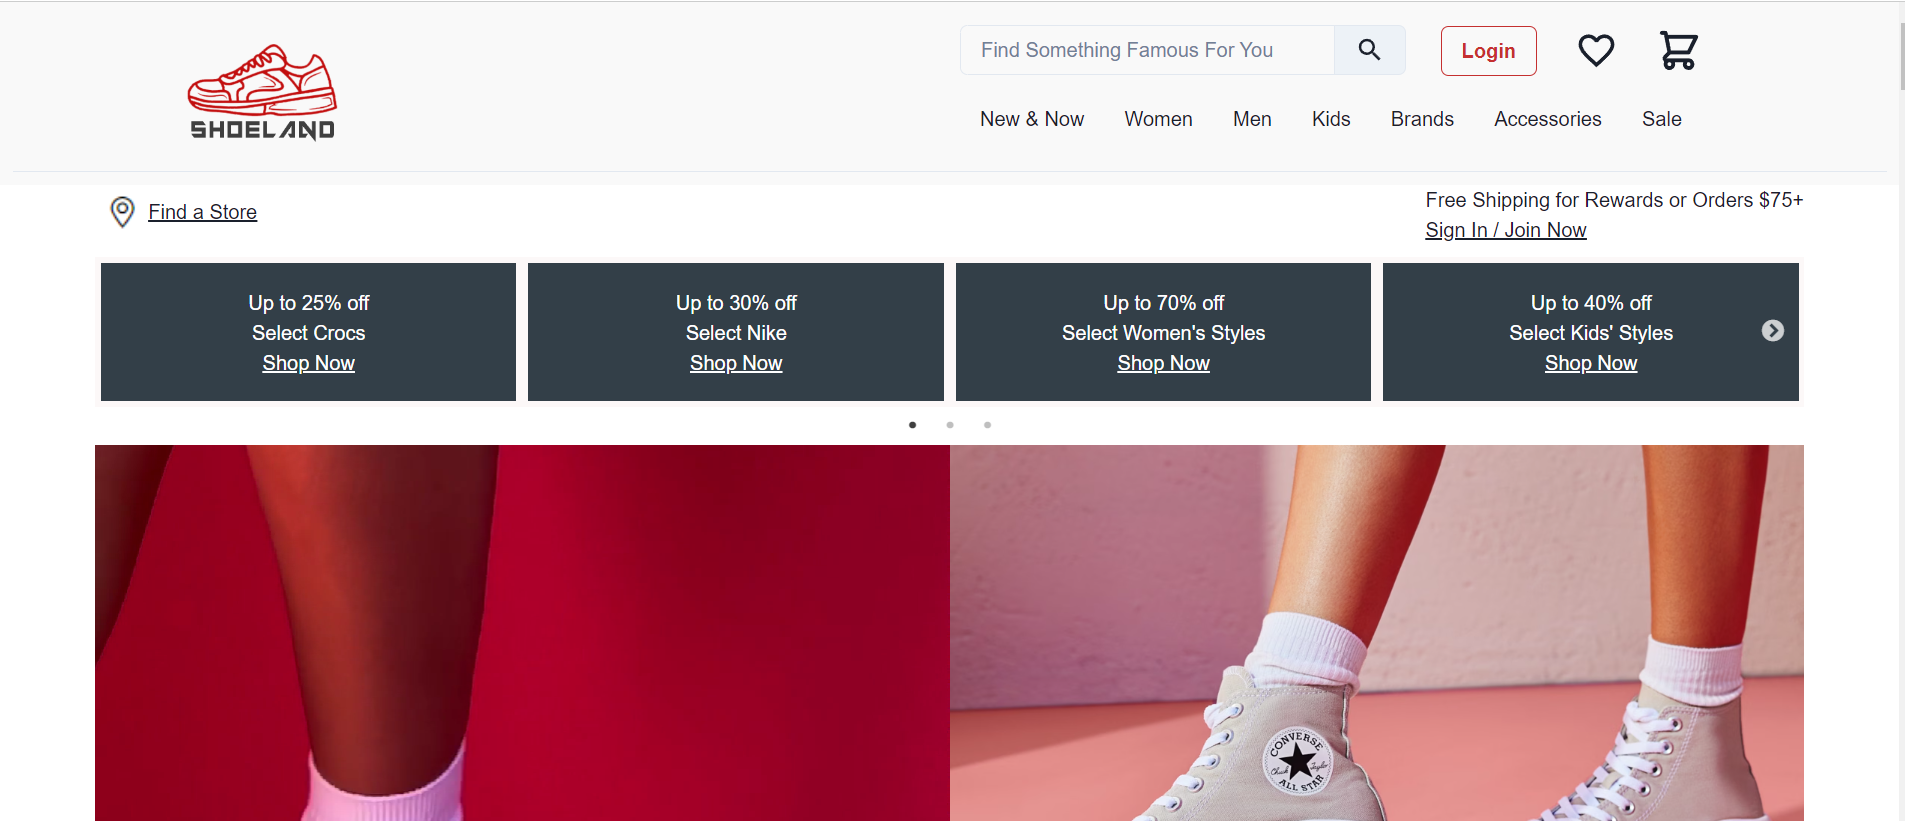 SHOELAND
Find Something Famous For You
Login
New & Now Women Men Kids Brands Accessories Sale
Find a Store
Free Shipping for Rewards or Orders $75+
Sign In / Join Now
Up to 25% off
Select Crocs
Shop Now
Up to 30% off
Select Nike
Shop Now
Up to 70% off
Select Women's Styles
Shop Now
Up to 40% off
Select Kids' Styles
Shop Now
CONVERSE
Chuck Taylor
ALL STAR